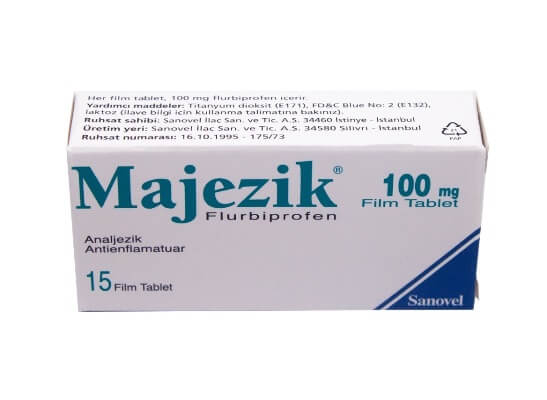 Her film tablet, 100 mg flurbiprofen içerir.
Yardımcı maddeler: Titanyum dioksit (E171), FD&C Blue No: 2 (E132),
laktoz (ilave bilgi için kullanma talimatına bakınız).
Ruhsat sahibi: Sanovel İlaç San. ve Tic. A.Ş. 34460 İstinye - İstanbul
Üretim yeri: Sanovel İlaç San. ve Tic. A.Ş. 34580 Silivri - İstanbul
Ruhsat numarası: 16.10.1995 - 175/73
21
PAP
Majezik®
Flurbiprofen
100 mg
Film Tablet
Analjezik
Antienflamatuar
15 Film Tablet
Sanovel